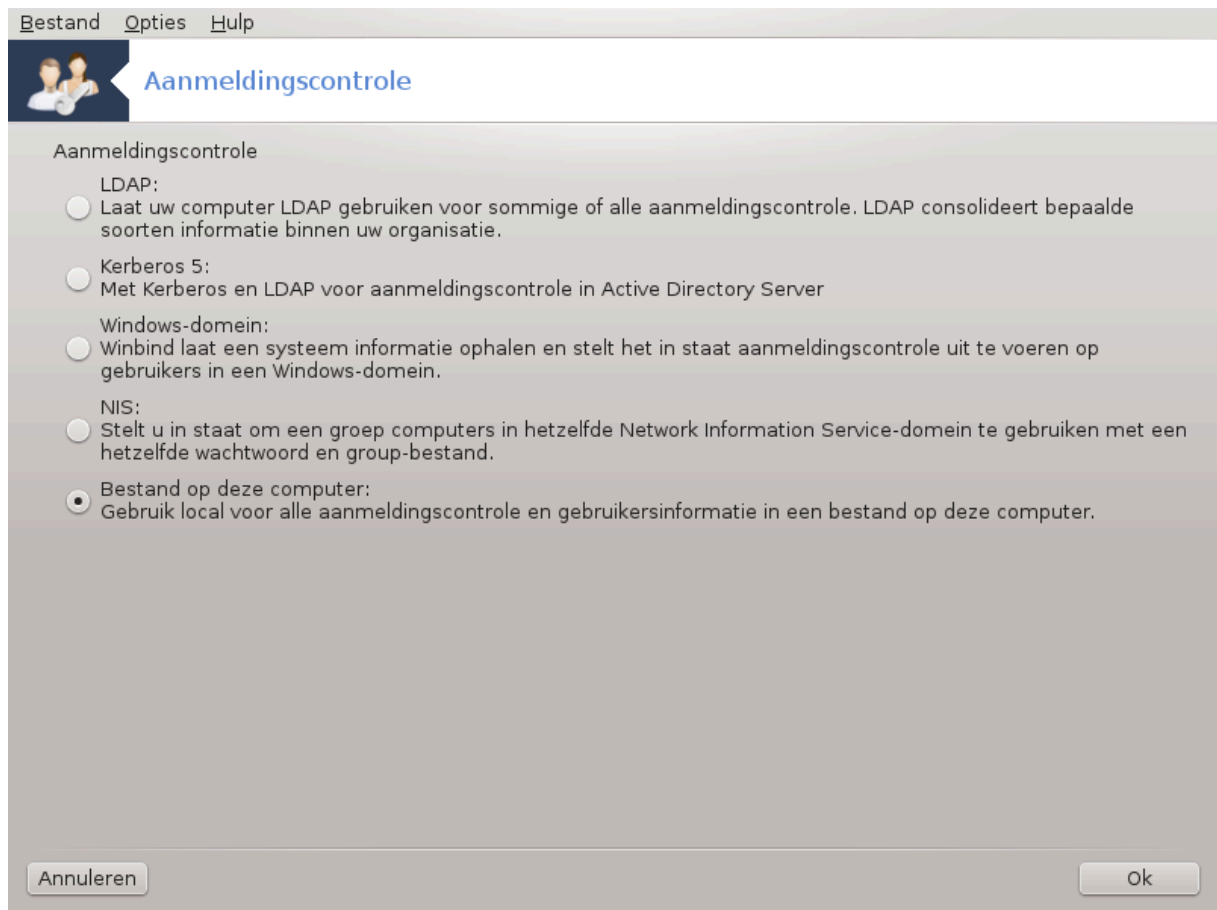 Bestand Opties Hulp
Aanmeldingscontrole
Aanmeldingscontrole
LDAP:
Laat uw computer LDAP gebruiken voor sommige of alle aanmeldingscontrole. LDAP consolideert bepaalde
soorten informatie binnen uw organisatie.
Kerberos 5:
Met Kerberos en LDAP voor aanmeldingscontrole in Active Directory Server
Windows-domein:
Winbind laat een systeem informatie ophalen en stelt het in staat aanmeldingscontrole uit te voeren op
gebruikers in een Windows-domein.
NIS:
Stelt u in staat om een groep computers in hetzelfde Network Information Service-domein te gebruiken met een
hetzelfde wachtwoord en group-bestand.
Bestand op deze computer:
Gebruik local voor alle aanmeldingscontrole en gebruikersinformatie in een bestand op deze computer.
Annuleren Ok